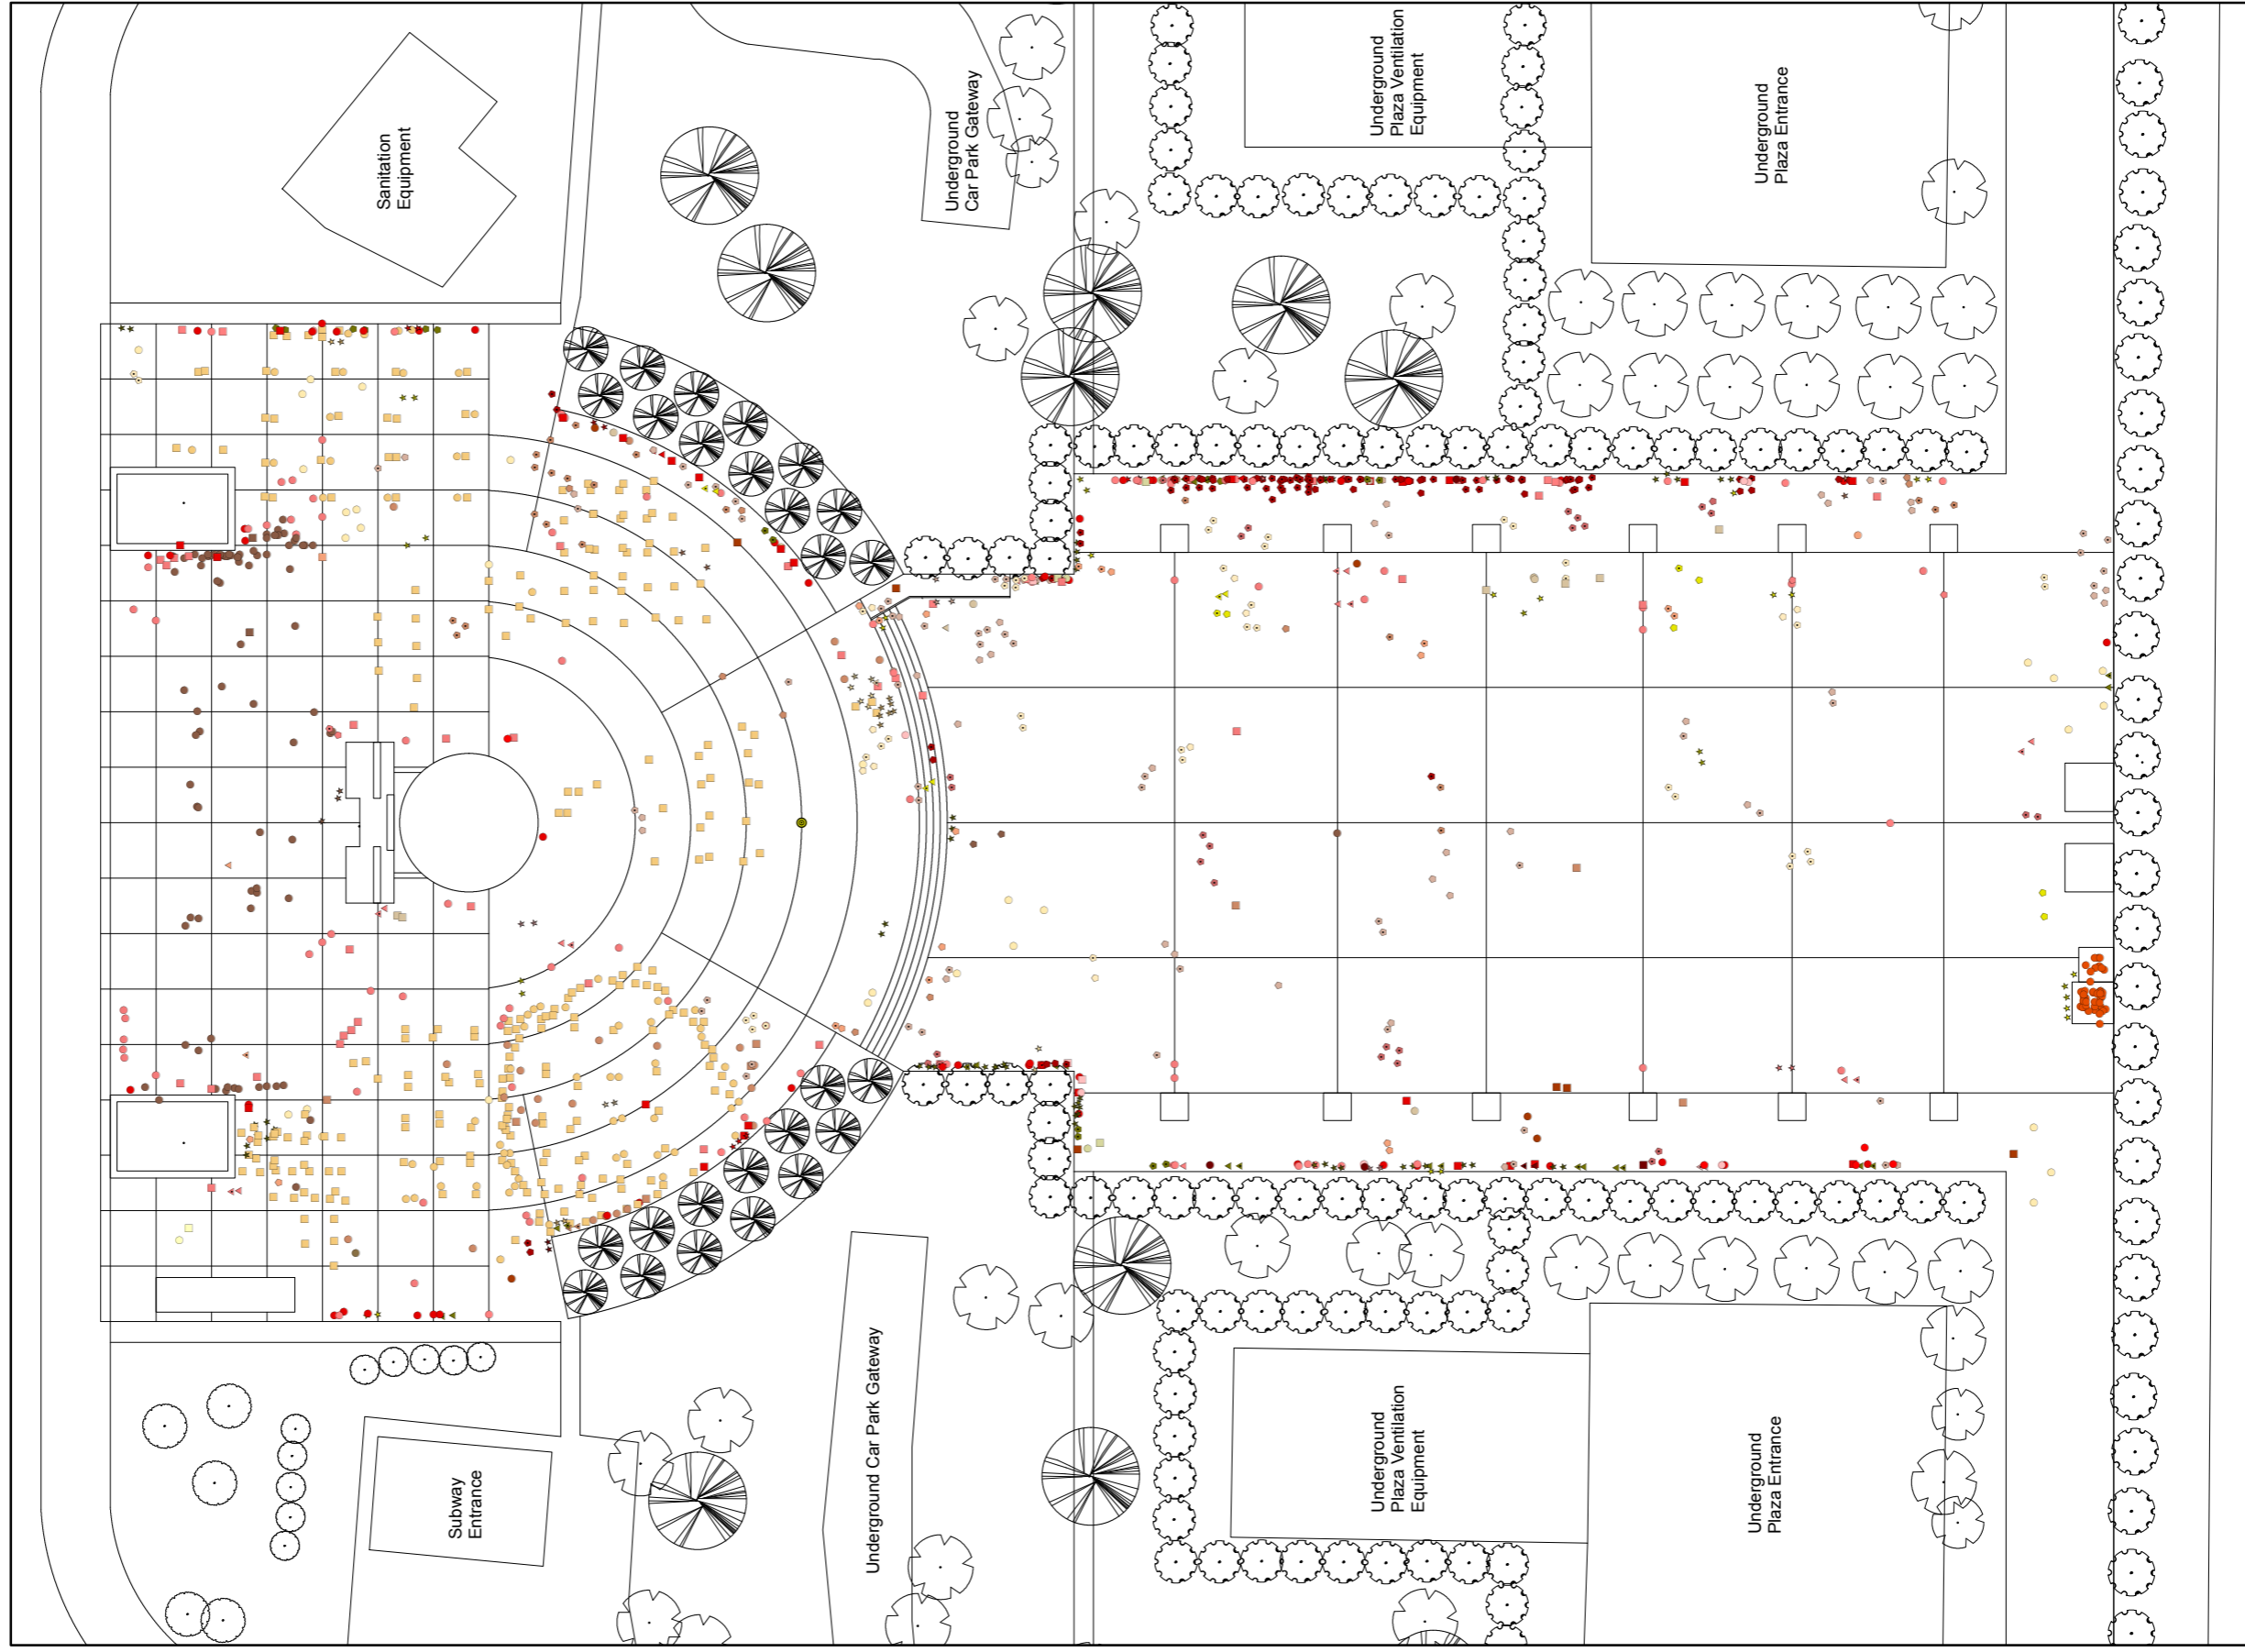 Sanitation
Equipment
Underground
Car Park Gateway
Underground
Plaza Ventilation
Equipment
Underground
Plaza Entrance
Subway
Entrance
Underground Car Park Gateway
Underground
Plaza Ventilation
Equipment
Underground
Plaza Entrance